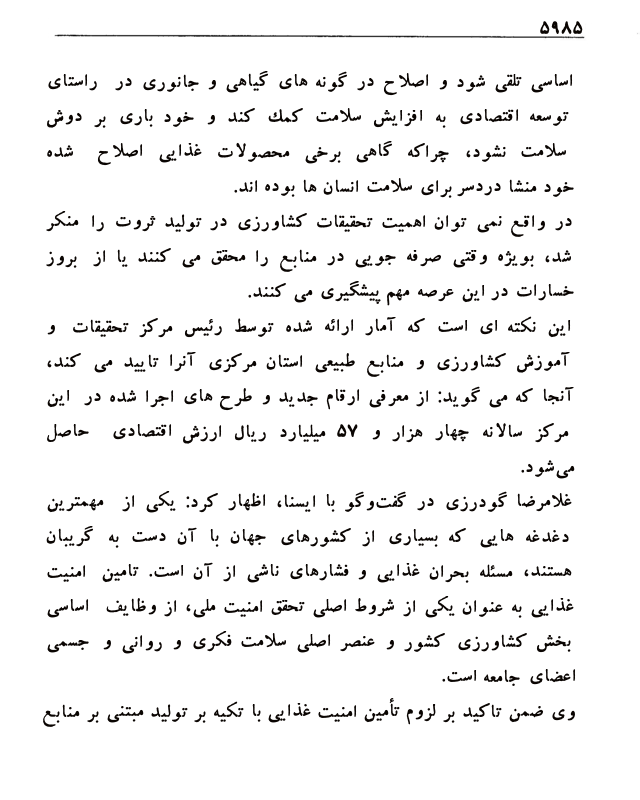 ۵۹۸۵
اساسی تلقی شود و اصلاح در گونه های گیاهی و جانوری در راستای
توسعه اقتصادی به افزایش سلامت کمك کند و خود باری بر دوش
سلامت نشود، چراکه گاهی برخی محصولات غذایی اصلاح شده
خود منشا دردسر برای سلامت انسان ها بوده اند.
در واقع نمی توان اهمیت تحقیقات کشاورزی در تولید ثروت را منکر
شد، بویژه وقتی صرفه جویی در منابع را محقق می کنند یا از بروز
خسارات در این عرصه مهم پیشگیری می کنند.
این نکته ای است که آمار ارائه شده توسط رئیس مرکز تحقیقات و
آموزش کشاورزی و منابع طبیعی استان مرکزی آنرا تایید می کند،
آنجا که می گوید: از معرفی ارقام جدید و طرح های اجرا شده در این
مرکز سالانه چهار هزار و ۵۷ میلیارد ریال ارزش اقتصادی حاصل
می‌شود.
غلامرضا گودرزی در گفت‌وگو با ایسنا، اظهار کرد: یکی از مهمترین
دغدغه هایی که بسیاری از کشورهای جهان با آن دست به گریبان
هستند، مسئله بحران غذایی و فشارهای ناشی از آن است. تامین امنیت
غذایی به عنوان یکی از شروط اصلی تحقق امنیت ملی، از وظایف اساسی
بخش کشاورزی کشور و عنصر اصلی سلامت فکری و روانی و جسمی
اعضای جامعه است.
وی ضمن تاکید بر لزوم تأمین امنیت غذایی با تکیه بر تولید مبتنی بر منابع